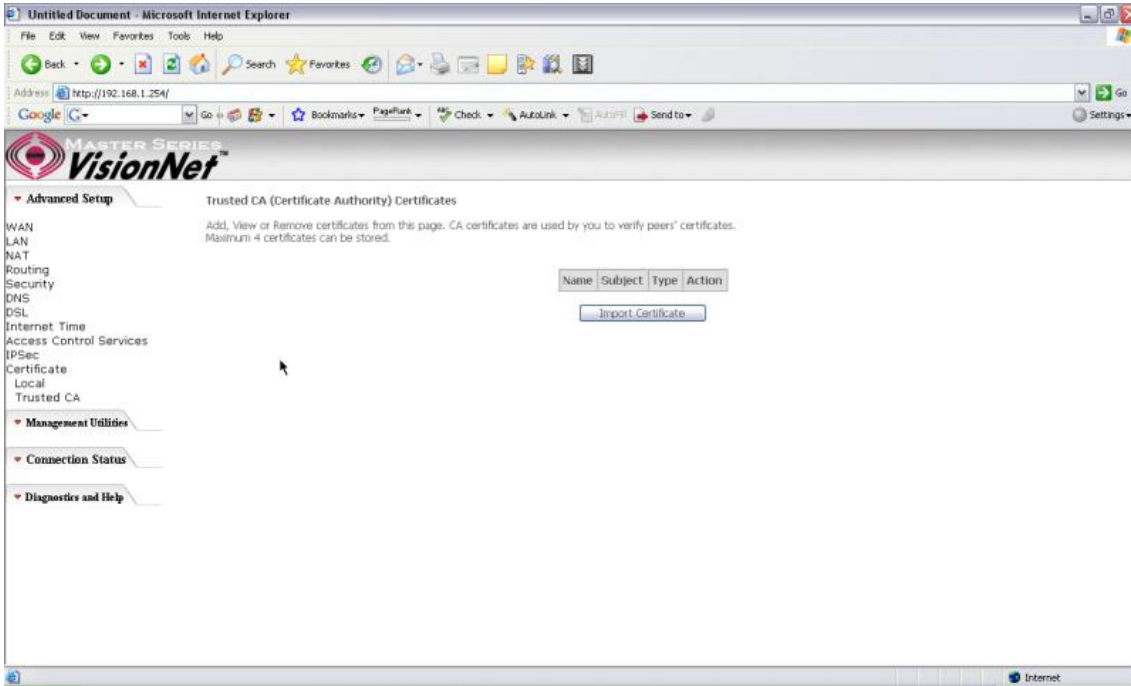 Untitled Document - Microsoft Internet Explorer
File Edit View Favorites Tools Help
Back Search Favorites
Address http://192.168.1.254/ Go
Google G Go Bookmarks PageRank Check AutoLink AutoFill Send to Settings
MASTER SERIES
VisionNet™
Advanced Setup
WAN
LAN
NAT
Routing
Security
DNS
DSL
Internet Time
Access Control Services
IPSec
Certificate
Local
Trusted CA
Management Utilities
Connection Status
Diagnostics and Help
Trusted CA (Certificate Authority) Certificates
Add, View or Remove certificates from this page. CA certificates are used by you to verify peers' certificates.
Maximum 4 certificates can be stored.
Name Subject Type Action
Import Certificate
Internet